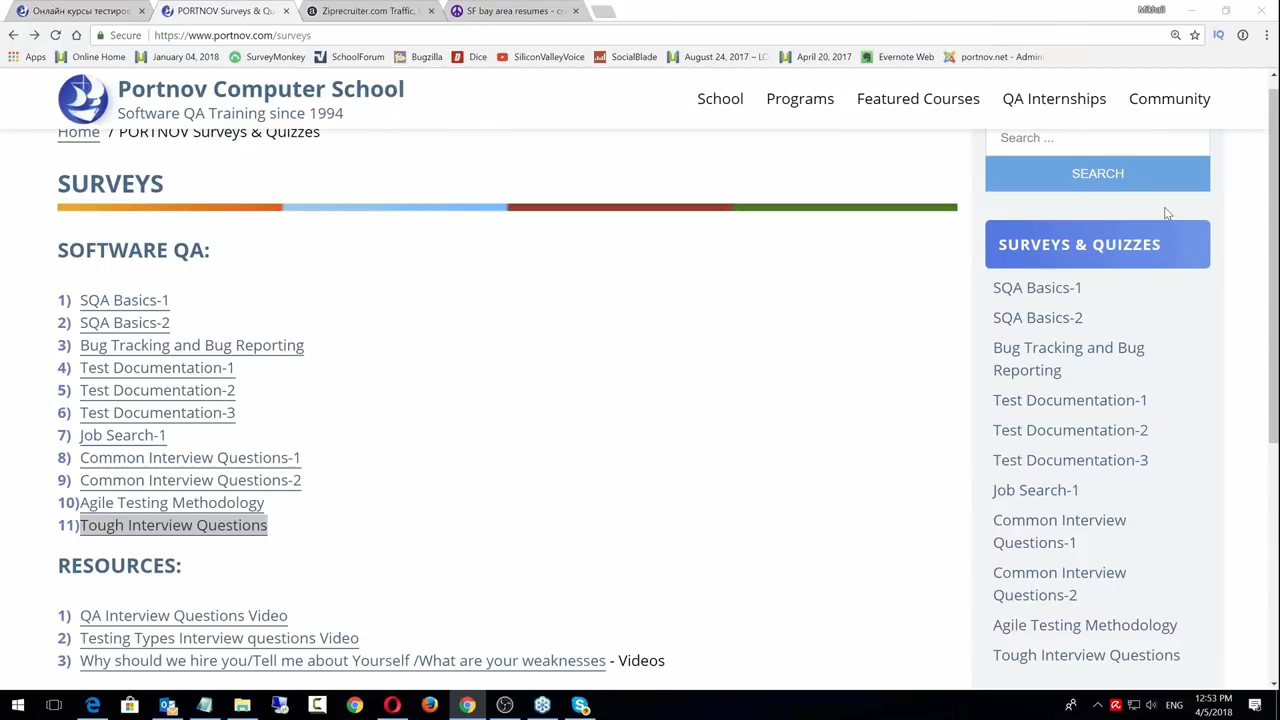 Онлайн курсы тестиров
PORTNOV Surveys & Qu
Ziprecruiter.com Traffic,
SF bay area resumes - c
Mikhail
Secure
https://www.portnov.com/surveys
Apps
Online Home
January 04, 2018
SurveyMonkey
SchoolForum
Bugzilla
Dice
SiliconValleyVoice
SocialBlade
August 24, 2017 – LC
April 20, 2017
Evernote Web
portnov.net - Admini
Portnov Computer School
Software QA Training since 1994
School
Programs
Featured Courses
QA Internships
Community
Home / PORTNOV Surveys & Quizzes
SURVEYS
SOFTWARE QA:
1) SQA Basics-1
2) SQA Basics-2
3) Bug Tracking and Bug Reporting
4) Test Documentation-1
5) Test Documentation-2
6) Test Documentation-3
7) Job Search-1
8) Common Interview Questions-1
9) Common Interview Questions-2
10)Agile Testing Methodology
11)Tough Interview Questions
RESOURCES:
1) QA Interview Questions Video
2) Testing Types Interview questions Video
3) Why should we hire you/Tell me about Yourself /What are your weaknesses - Videos
Search ...
SEARCH
SURVEYS & QUIZZES
SQA Basics-1
SQA Basics-2
Bug Tracking and Bug
Reporting
Test Documentation-1
Test Documentation-2
Test Documentation-3
Job Search-1
Common Interview
Questions-1
Common Interview
Questions-2
Agile Testing Methodology
Tough Interview Questions
ENG
12:53 PM
4/5/2018